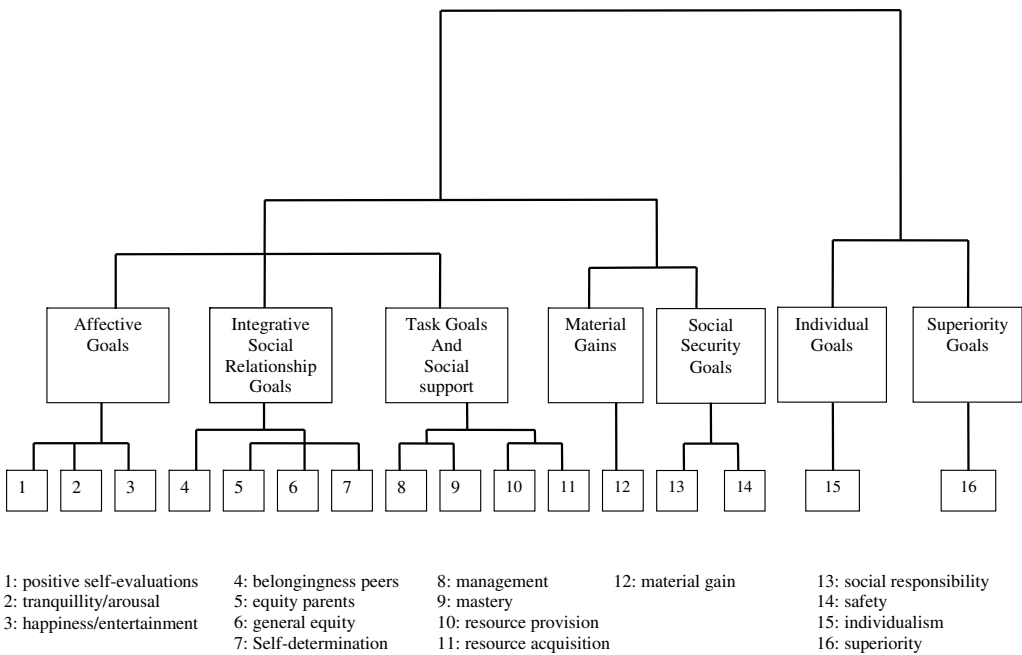 Affective
Goals
Integrative
Social
Relationship
Goals
Task Goals
And
Social
support
Material
Gains
Social
Security
Goals
Individual
Goals
Superiority
Goals
1
2
3
4
5
6
7
8
9
10
11
12
13
14
15
16
1: positive self-evaluations
2: tranquillity/arousal
3: happiness/entertainment
4: belongingness peers
5: equity parents
6: general equity
7: Self-determination
8: management
9: mastery
10: resource provision
11: resource acquisition
12: material gain
13: social responsibility
14: safety
15: individualism
16: superiority